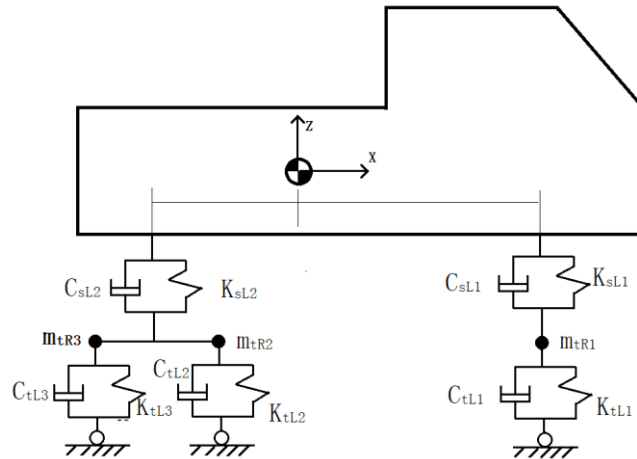 z
x
CsL2
KsL2
CsL1
KsL1
mtR3
mtR2
mtR1
CtL3
KtL3
CtL2
KtL2
CtL1
KtL1